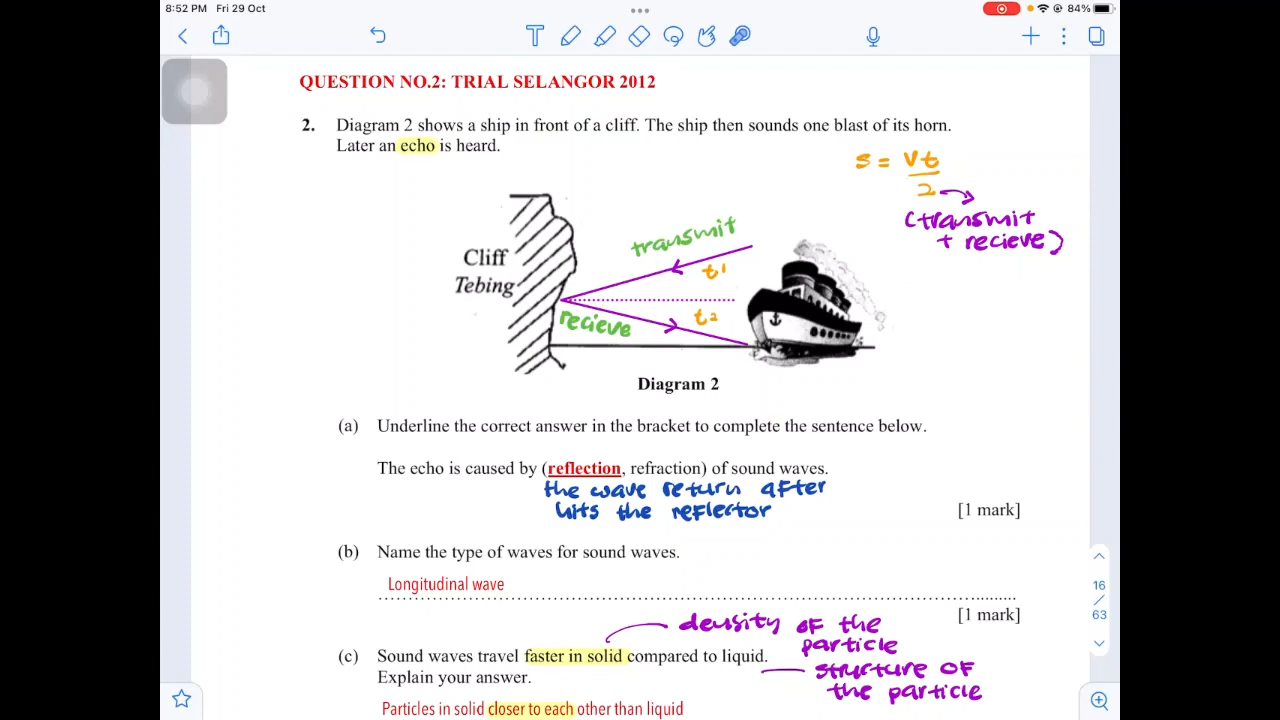 8:52 PM Fri 29 Oct
84%
QUESTION NO.2: TRIAL SELANGOR 2012
2. Diagram 2 shows a ship in front of a cliff. The ship then sounds one blast of its horn.
Later an echo is heard.
s = vt
2
(transmit
+ recieve)
transmit
t1
Cliff
Tebing
recieve
t2
Diagram 2
(a) Underline the correct answer in the bracket to complete the sentence below.
The echo is caused by (reflection, refraction) of sound waves.
the wave return after
hits the reflector
[1 mark]
(b) Name the type of waves for sound waves.
16
/
63
Longitudinal wave
[1 mark]
density of the
particle
(c) Sound waves travel faster in solid compared to liquid.
structure of
the particle
Explain your answer.
Particles in solid closer to each other than liquid